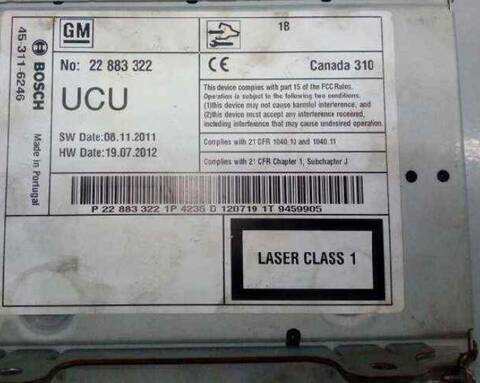 45-311-6246
BOSCH
Made in Portugal
GM
No: 22 883 322
UCU
SW Date:08.11.2011
HW Date:19.07.2012
18
CE
Canada 310
This device complies with part 15 of the FCC Rules.
Operation is subject to the following two conditions:
(1)this device may not cause harmful interference, and
(2)this device must accept any interference received,
including interference that may cause undesired operation.
Complies with 21 CFR 1040.10 and 1040.11
Complies with 21 CFR Chapter 1, Subchapter J
P 22 883 322 1P 4235 D 120719 1T 9459905
LASER CLASS 1